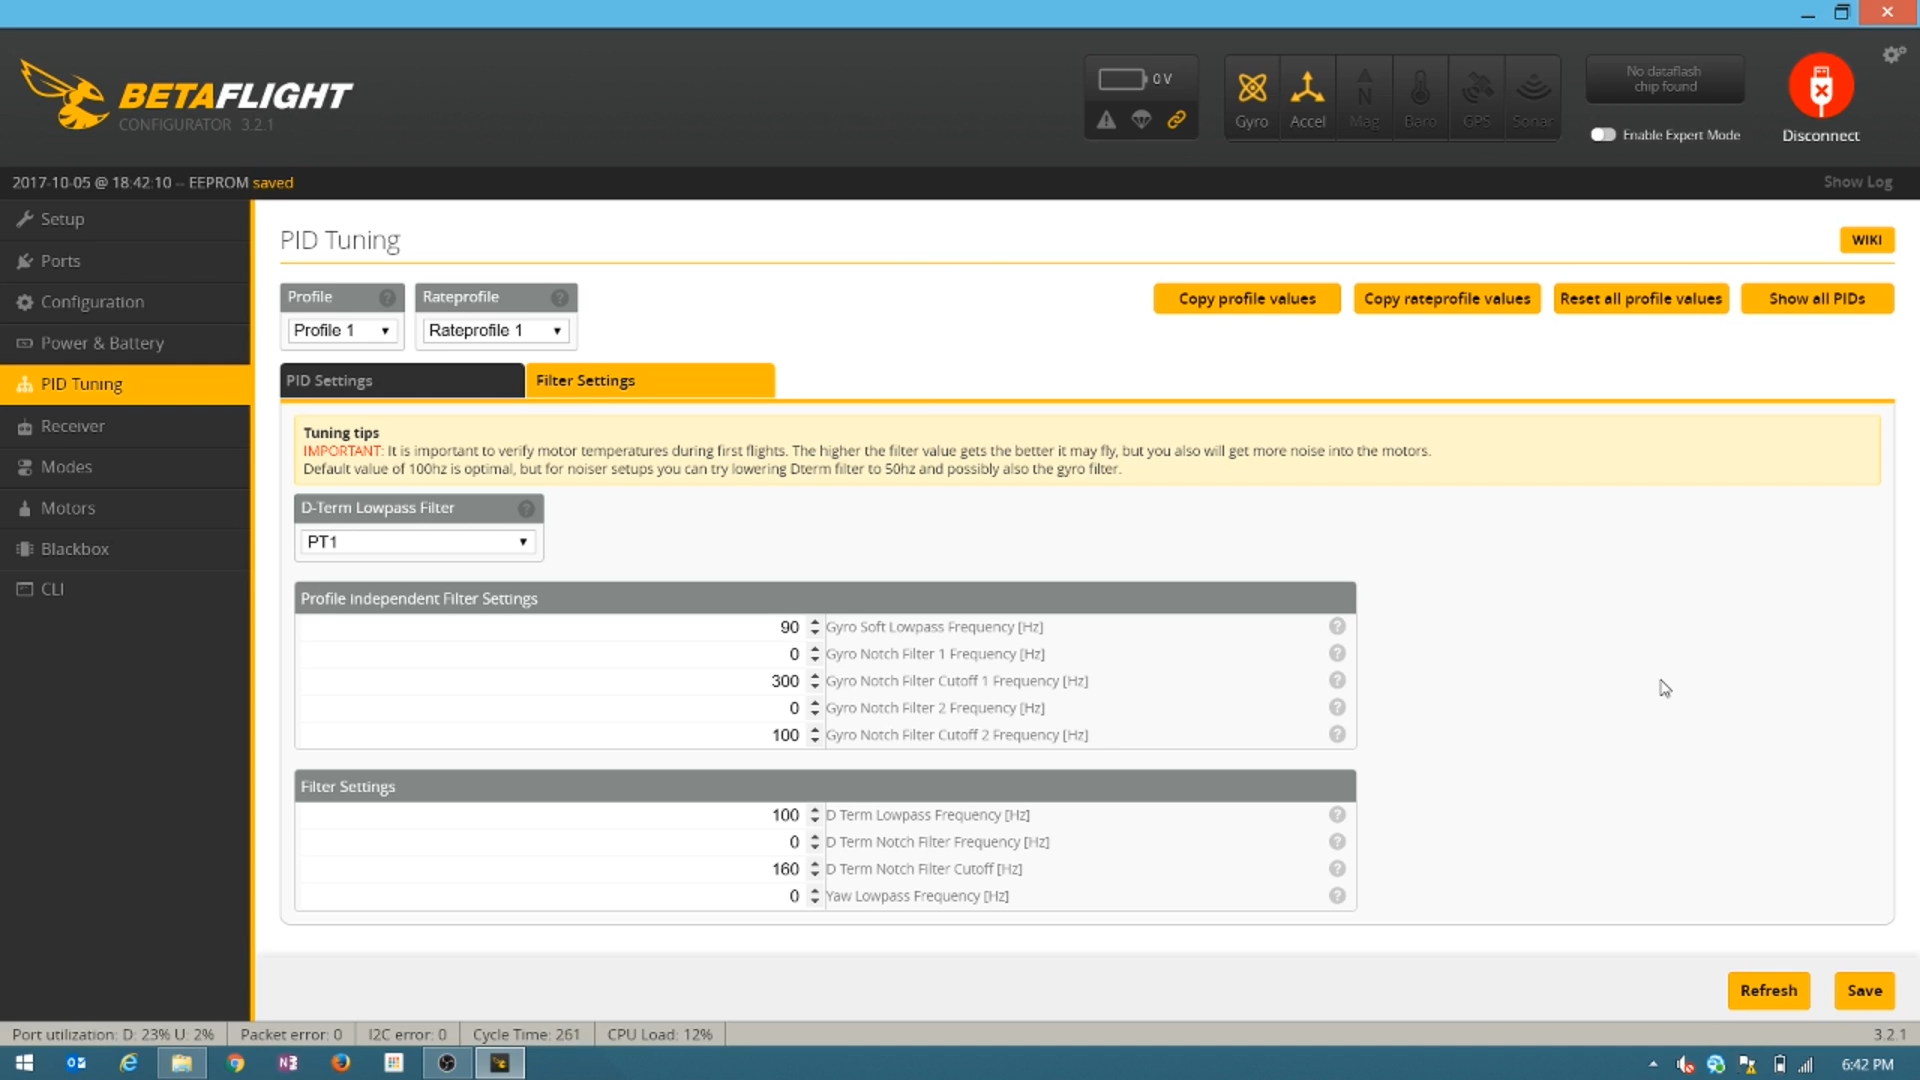 BETAFLIGHT
CONFIGURATOR 3.2.1
0 V
Gyro
Accel
Mag
Baro
GPS
Sonar
No dataflash
chip found
Enable Expert Mode
Disconnect
2017-10-05 @ 18:42:10 -- EEPROM saved
Show Log
Setup
Ports
Configuration
Power & Battery
PID Tuning
Receiver
Modes
Motors
Blackbox
CLI
PID Tuning
WIKI
Profile
Rateprofile
Profile 1
Rateprofile 1
Copy profile values
Copy rateprofile values
Reset all profile values
Show all PIDs
PID Settings
Filter Settings
Tuning tips
IMPORTANT: It is important to verify motor temperatures during first flights. The higher the filter value gets the better it may fly, but you also will get more noise into the motors.
Default value of 100hz is optimal, but for noiser setups you can try lowering Dterm filter to 50hz and possibly also the gyro filter.
D-Term Lowpass Filter
PT1
Profile independent Filter Settings
90 Gyro Soft Lowpass Frequency [Hz]
0 Gyro Notch Filter 1 Frequency [Hz]
300 Gyro Notch Filter Cutoff 1 Frequency [Hz]
0 Gyro Notch Filter 2 Frequency [Hz]
100 Gyro Notch Filter Cutoff 2 Frequency [Hz]
Filter Settings
100 D Term Lowpass Frequency [Hz]
0 D Term Notch Filter Frequency [Hz]
160 D Term Notch Filter Cutoff [Hz]
0 Yaw Lowpass Frequency [Hz]
Refresh
Save
Port utilization: D: 23% U: 2%
Packet error: 0
I2C error: 0
Cycle Time: 261
CPU Load: 12%
3.2.1
6:42 PM